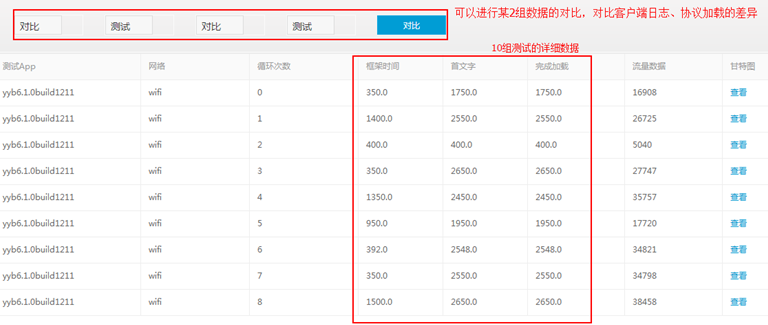 对比 测试 对比 测试 对比 可以进行某2组数据的对比，对比客户端日志、协议加载的差异
10组测试的详细数据
测试App 网络 循环次数 框架时间 首文字 完成加载 流量数据 甘特图
yyb6.1.0build1211 wifi 0 350.0 1750.0 1750.0 16908 查看
yyb6.1.0build1211 wifi 1 1400.0 2550.0 2550.0 26725 查看
yyb6.1.0build1211 wifi 2 400.0 400.0 400.0 5040 查看
yyb6.1.0build1211 wifi 3 350.0 2650.0 2650.0 27747 查看
yyb6.1.0build1211 wifi 4 1350.0 2450.0 2450.0 35757 查看
yyb6.1.0build1211 wifi 5 950.0 1950.0 1950.0 17720 查看
yyb6.1.0build1211 wifi 6 392.0 2548.0 2548.0 34821 查看
yyb6.1.0build1211 wifi 7 350.0 2550.0 2550.0 34798 查看
yyb6.1.0build1211 wifi 8 1500.0 2650.0 2650.0 38458 查看